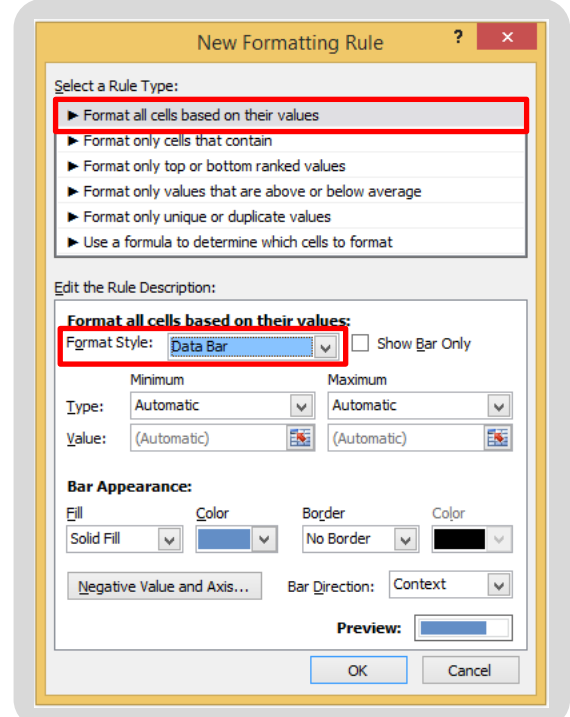 New Formatting Rule ? ×
Select a Rule Type:
► Format all cells based on their values
► Format only cells that contain
► Format only top or bottom ranked values
► Format only values that are above or below average
► Format only unique or duplicate values
► Use a formula to determine which cells to format
Edit the Rule Description:
Format all cells based on their values:
Format Style: Data Bar Show Bar Only
Minimum Maximum
Type: Automatic Automatic
Value: (Automatic) (Automatic)
Bar Appearance:
Fill Color Border Color
Solid Fill No Border
Negative Value and Axis... Bar Direction: Context
Preview:
OK Cancel